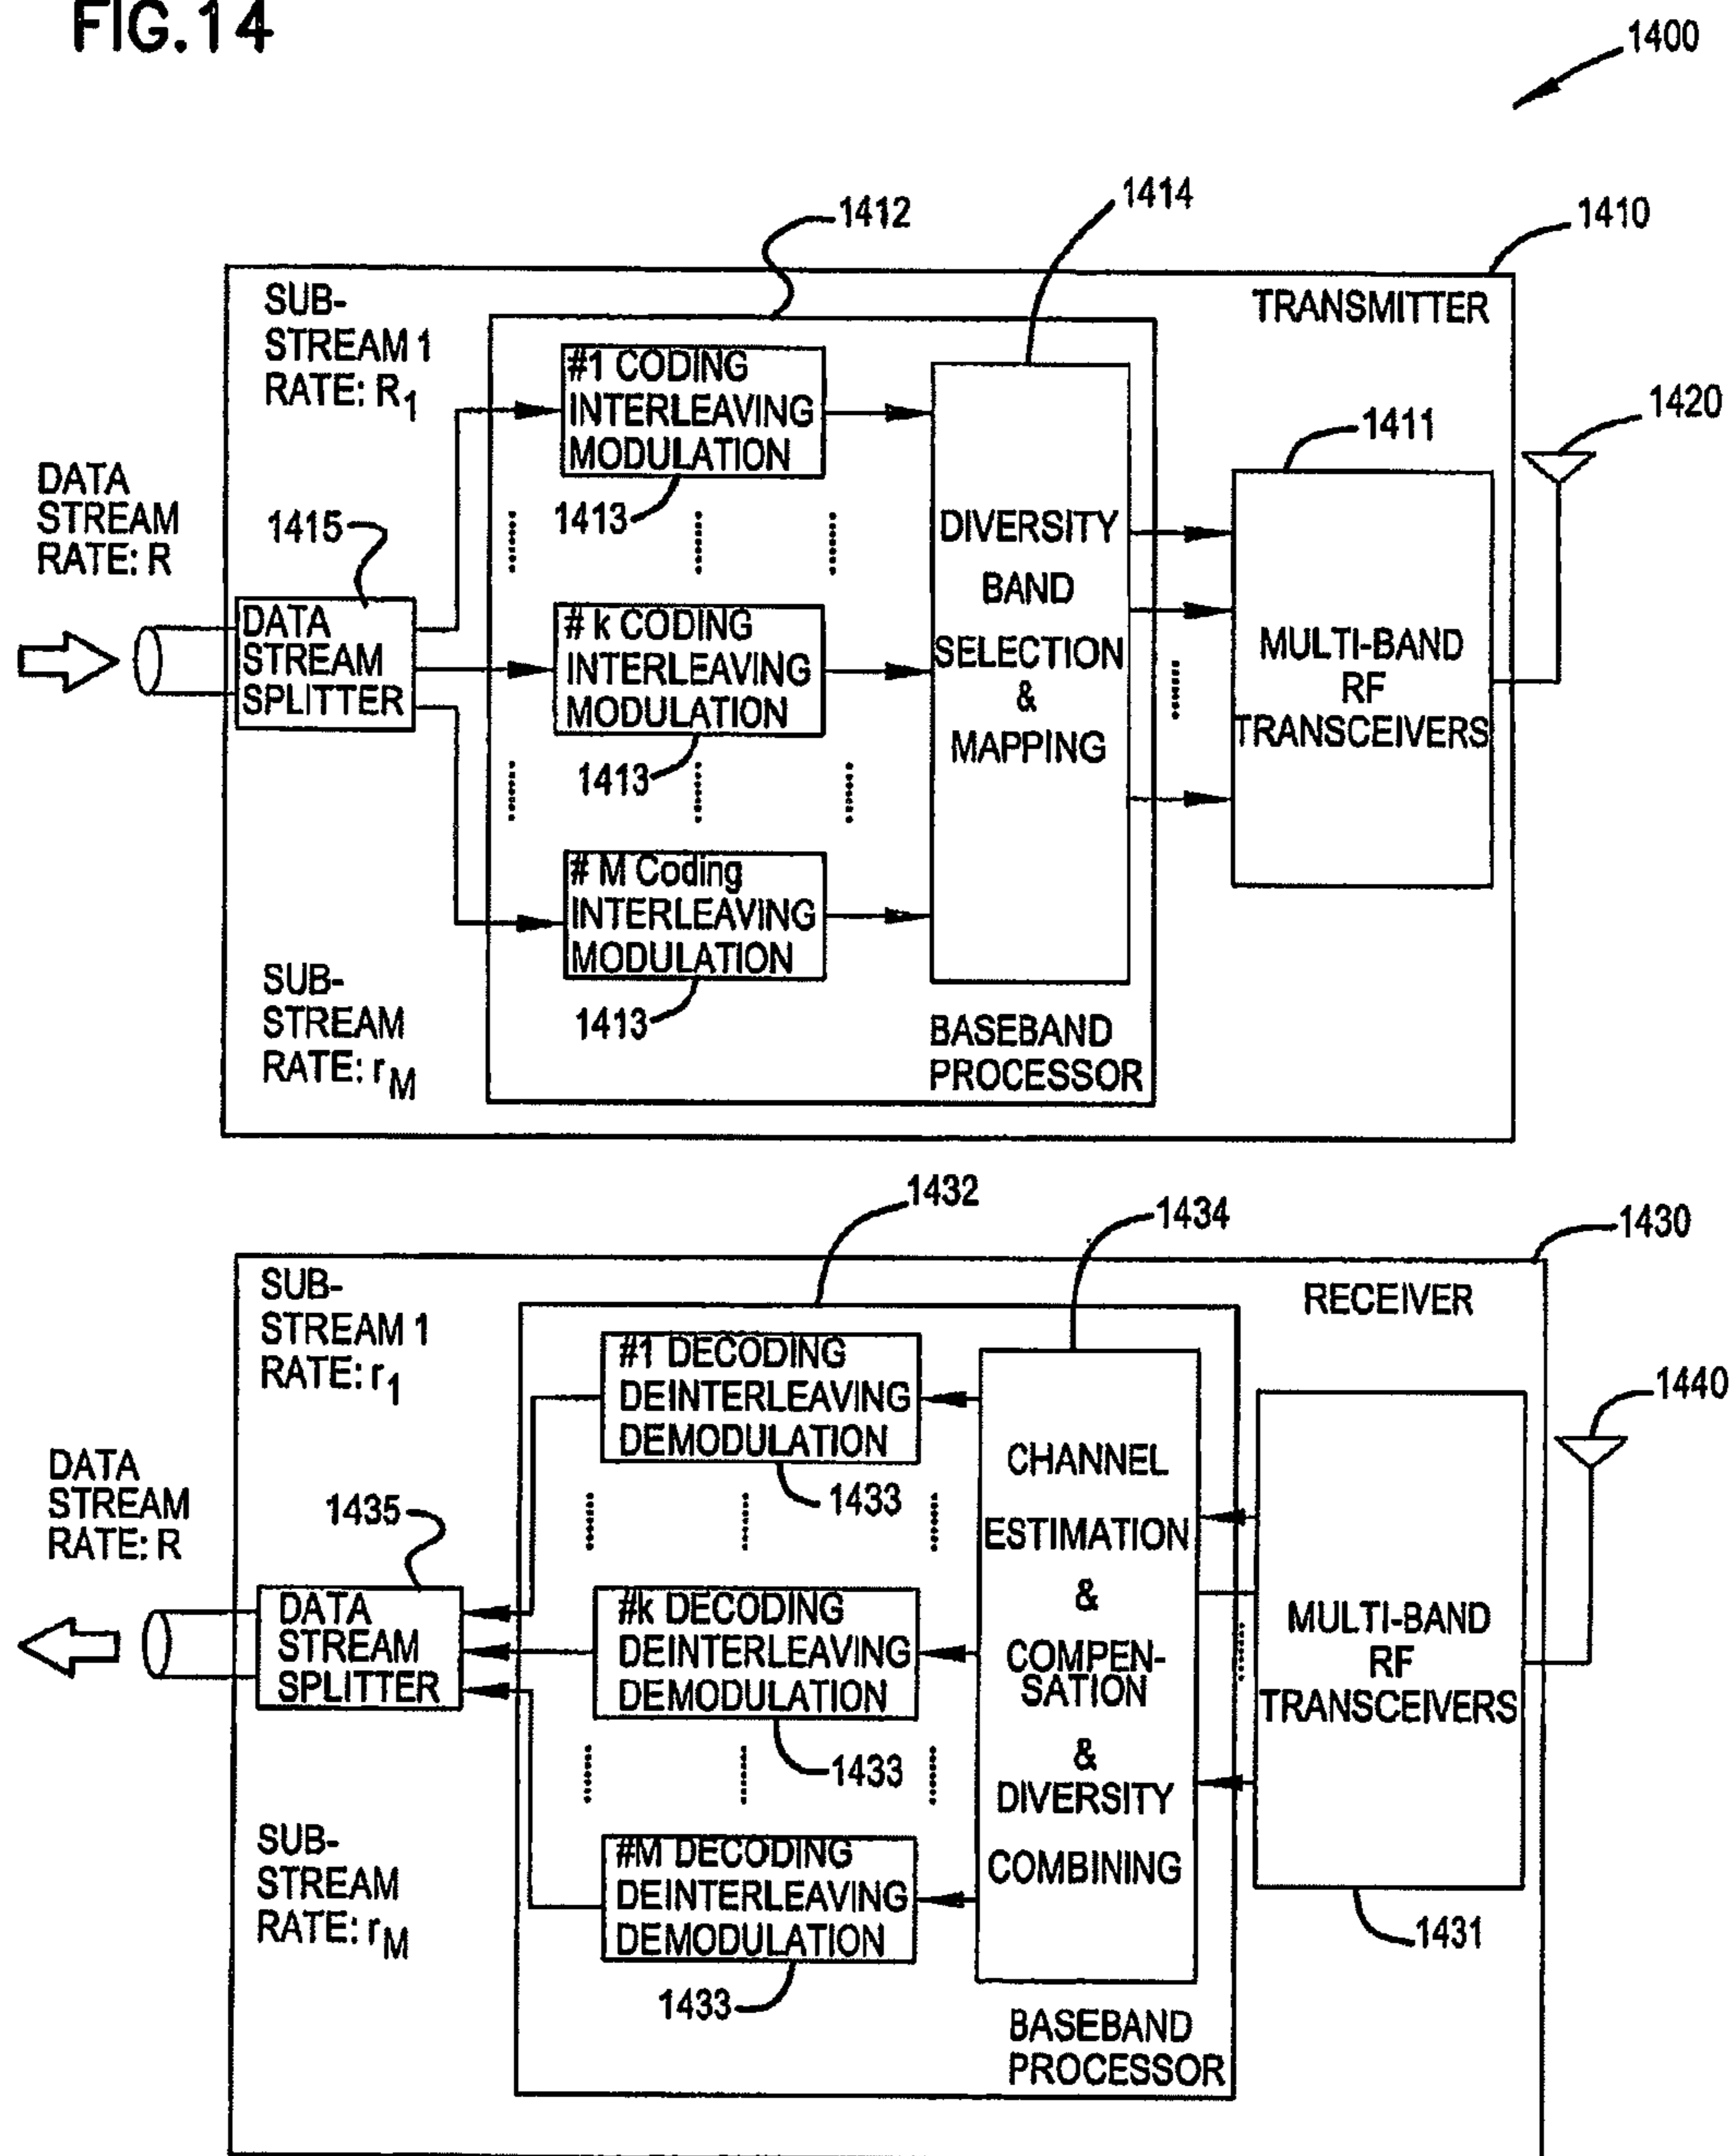 FIG.14
1400
1412
1414
1410
SUB-
STREAM 1
RATE: R1
TRANSMITTER
#1 CODING
INTERLEAVING
MODULATION
1413
1420
1411
DATA
STREAM
RATE: R
1415
DATA
STREAM
SPLITTER
# k CODING
INTERLEAVING
MODULATION
1413
DIVERSITY
BAND
SELECTION
&
MAPPING
MULTI-BAND
RF
TRANSCEIVERS
# M Coding
INTERLEAVING
MODULATION
1413
SUB-
STREAM
RATE: rM
BASEBAND
PROCESSOR
1432
1434
1430
SUB-
STREAM 1
RATE: r1
RECEIVER
#1 DECODING
DEINTERLEAVING
DEMODULATION
1433
1440
DATA
STREAM
RATE: R
1435
DATA
STREAM
SPLITTER
#k DECODING
DEINTERLEAVING
DEMODULATION
1433
CHANNEL
ESTIMATION
&
COMPEN-
SATION
&
DIVERSITY
COMBINING
MULTI-BAND
RF
TRANSCEIVERS
1431
SUB-
STREAM
RATE: rM
#M DECODING
DEINTERLEAVING
DEMODULATION
1433
BASEBAND
PROCESSOR